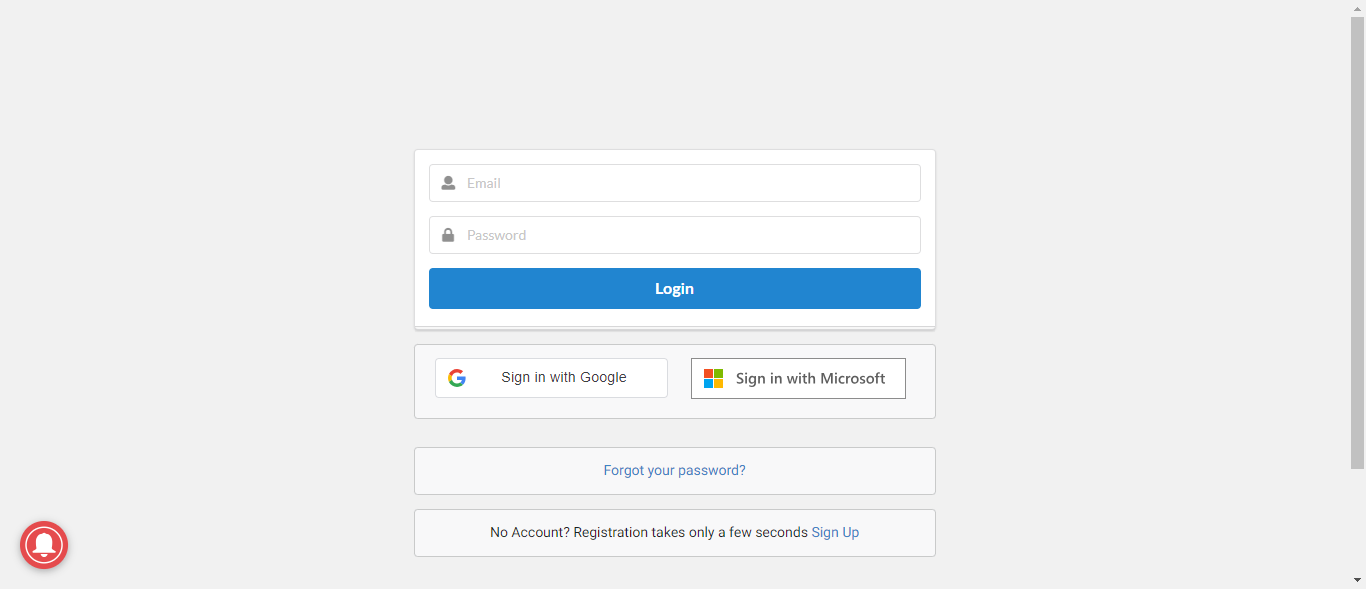 Email
Password
Login
Sign in with Google
Sign in with Microsoft
Forgot your password?
No Account? Registration takes only a few seconds Sign Up